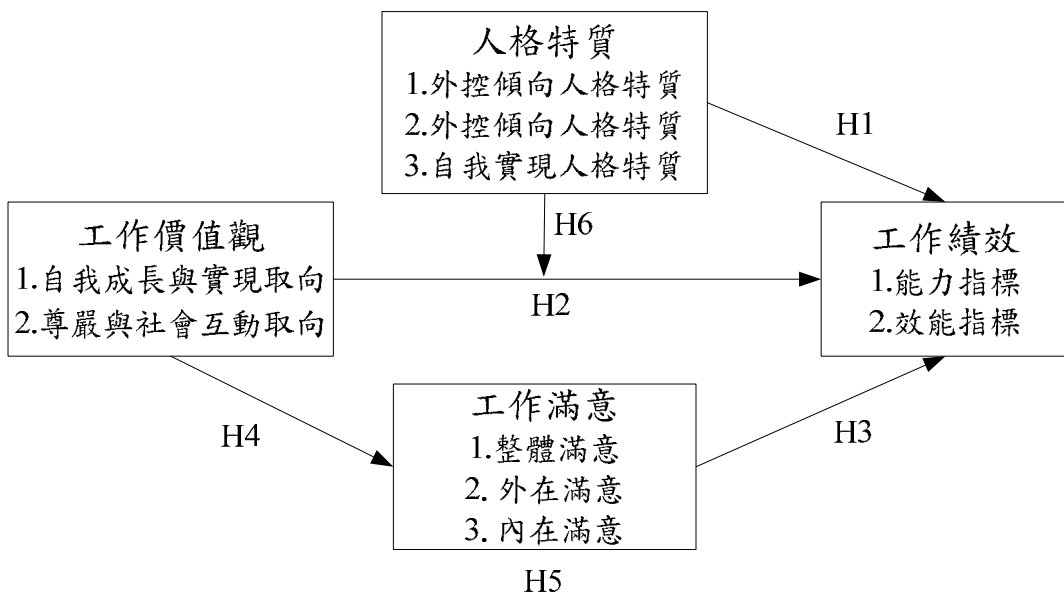 人格特質
1.外控傾向人格特質
2.外控傾向人格特質
3.自我實現人格特質
H1
H6
工作價值觀
1.自我成長與實現取向
2.尊嚴與社會互動取向
H2
工作績效
1.能力指標
2.效能指標
H4
工作滿意
1.整體滿意
2. 外在滿意
3. 內在滿意
H3
H5